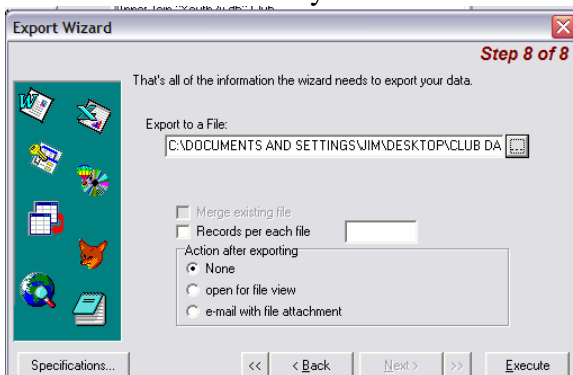 Export Wizard
Step 8 of 8
That's all of the information the wizard needs to export your data.
Export to a File:
C:\DOCUMENTS AND SETTINGS\JIM\DESKTOP\CLUB DA
...
Merge existing file
Records per each file
Action after exporting
None
open for file view
e-mail with file attachment
Specifications... << < Back Next > >> Execute